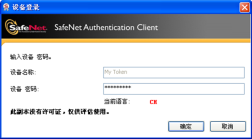 设备登录
SafeNet. SafeNet Authentication Client
输入设备 密码。
设备名称: My Token
设备 密码: *********
当前语言: CH
此副本没有许可证，仅供评估使用。
确定 取消